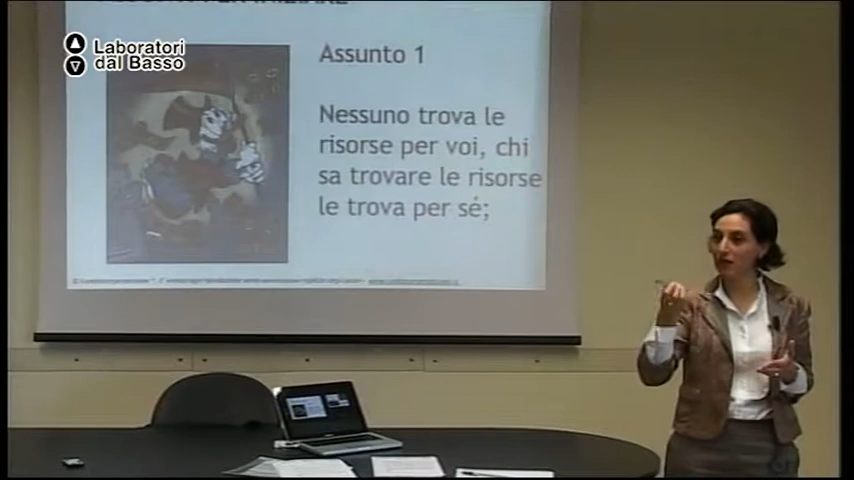 Laboratori
dal Basso
Assunto 1
Nessuno trova le
risorse per voi, chi
sa trovare le risorse
le trova per sé;